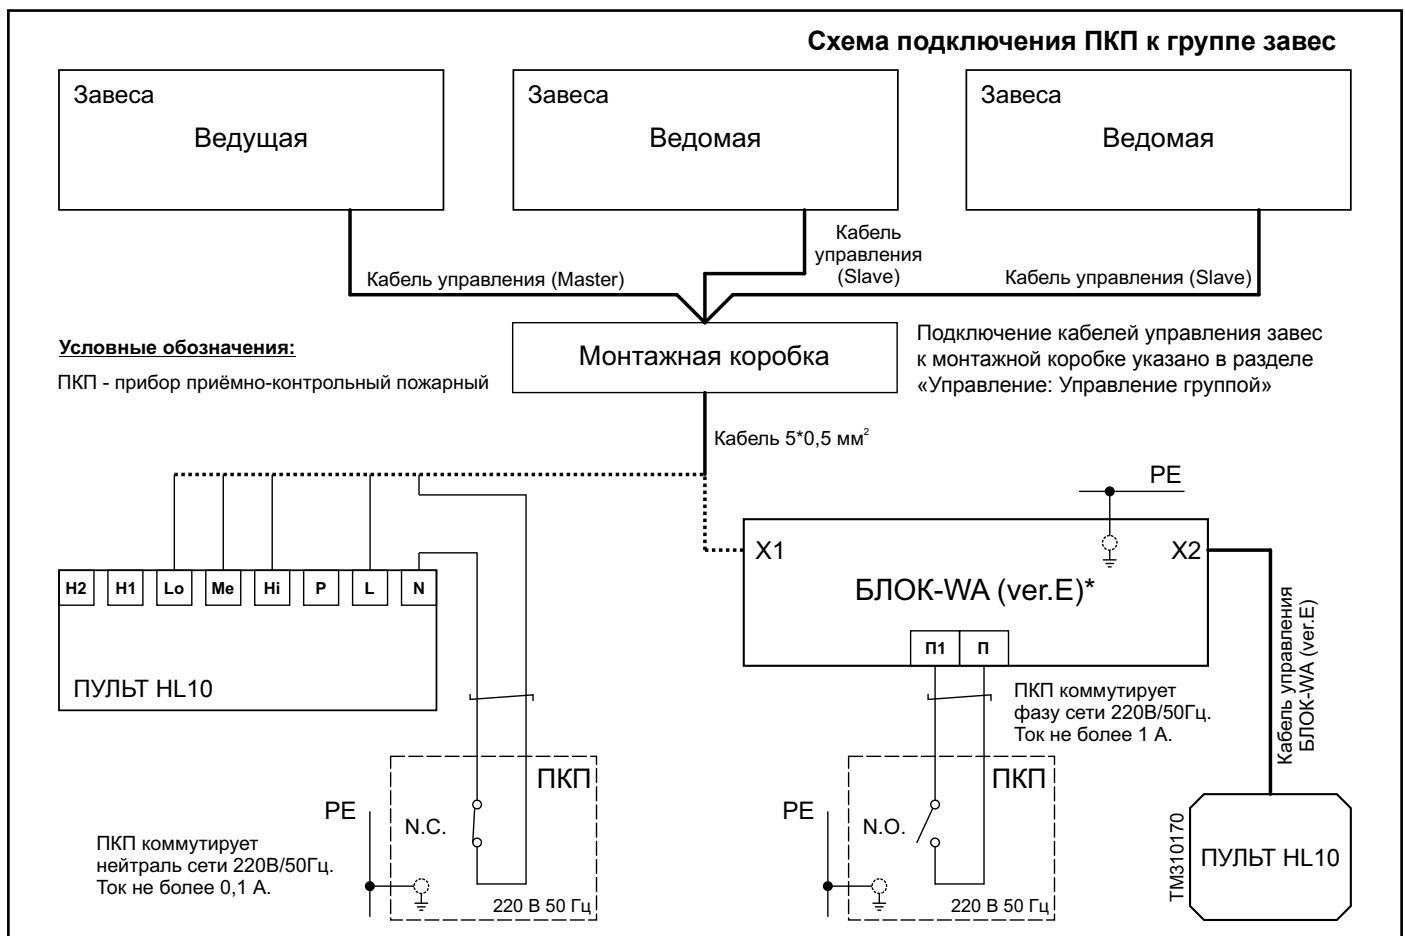 Схема подключения ПКП к группе завес
Завеса
Ведущая
Завеса
Ведомая
Завеса
Ведомая
Кабель управления (Master)
Кабель
управления
(Slave)
Кабель управления (Slave)
Условные обозначения:
ПКП - прибор приёмно-контрольный пожарный
Монтажная коробка
Подключение кабелей управления завес
к монтажной коробке указано в разделе
«Управление: Управление группой»
Кабель 5*0,5 мм²
H2 H1 Lo Me Hi P L N
ПУЛЬТ HL10
PE
X1
X2
БЛОК-WA (ver.E)*
П1 П
ПКП коммутирует
фазу сети 220В/50Гц.
Ток не более 1 А.
Кабель управления
БЛОК-WA (ver.E)
ПКП
PE
N.C.
220 В 50 Гц
ПКП коммутирует
нейтраль сети 220В/50Гц.
Ток не более 0,1 А.
ПКП
PE
N.O.
220 В 50 Гц
TM310170
ПУЛЬТ HL10